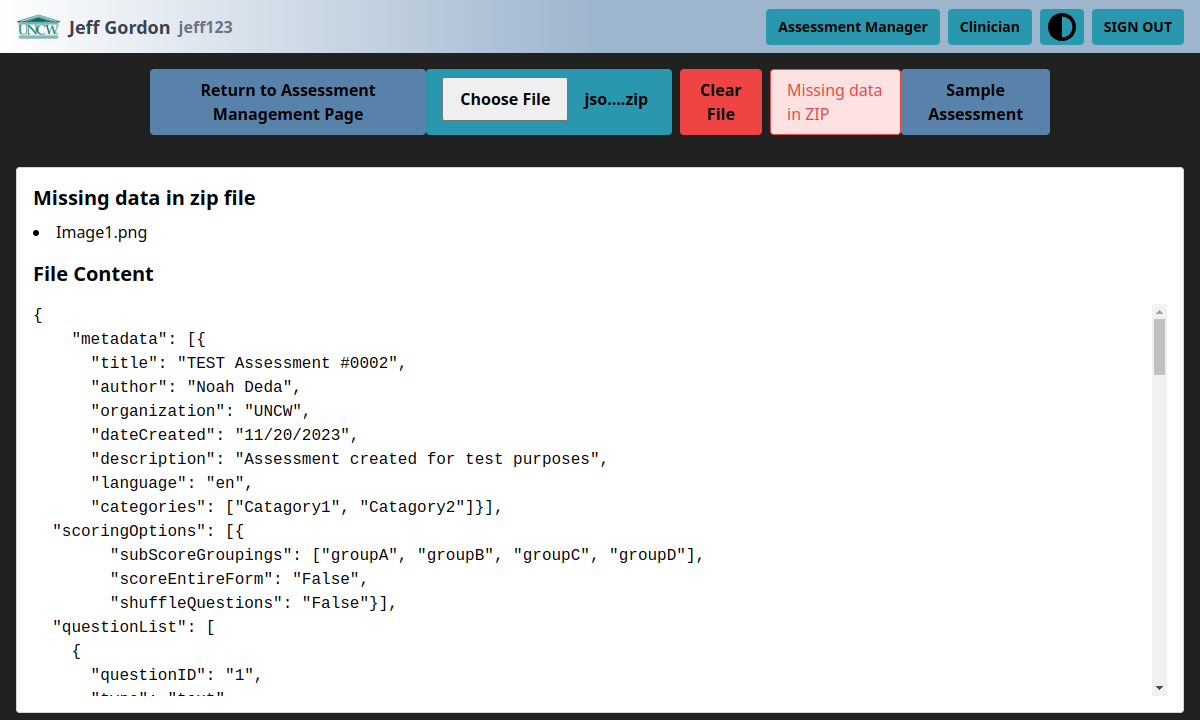 UNCW
Jeff Gordon jeff123
Assessment Manager
Clinician
SIGN OUT
Return to Assessment
Management Page
Choose File
jso....zip
Clear
File
Missing data
in ZIP
Sample
Assessment
Missing data in zip file
Image1.png
File Content
{
    "metadata": [{
      "title": "TEST Assessment #0002",
      "author": "Noah Deda",
      "organization": "UNCW",
      "dateCreated": "11/20/2023",
      "description": "Assessment created for test purposes",
      "language": "en",
      "categories": ["Catagory1", "Catagory2"]}],
  "scoringOptions": [{
        "subScoreGroupings": ["groupA", "groupB", "groupC", "groupD"],
        "scoreEntireForm": "False",
        "shuffleQuestions": "False"}],
  "questionList": [
    {
      "questionID": "1",
      "type": "text"